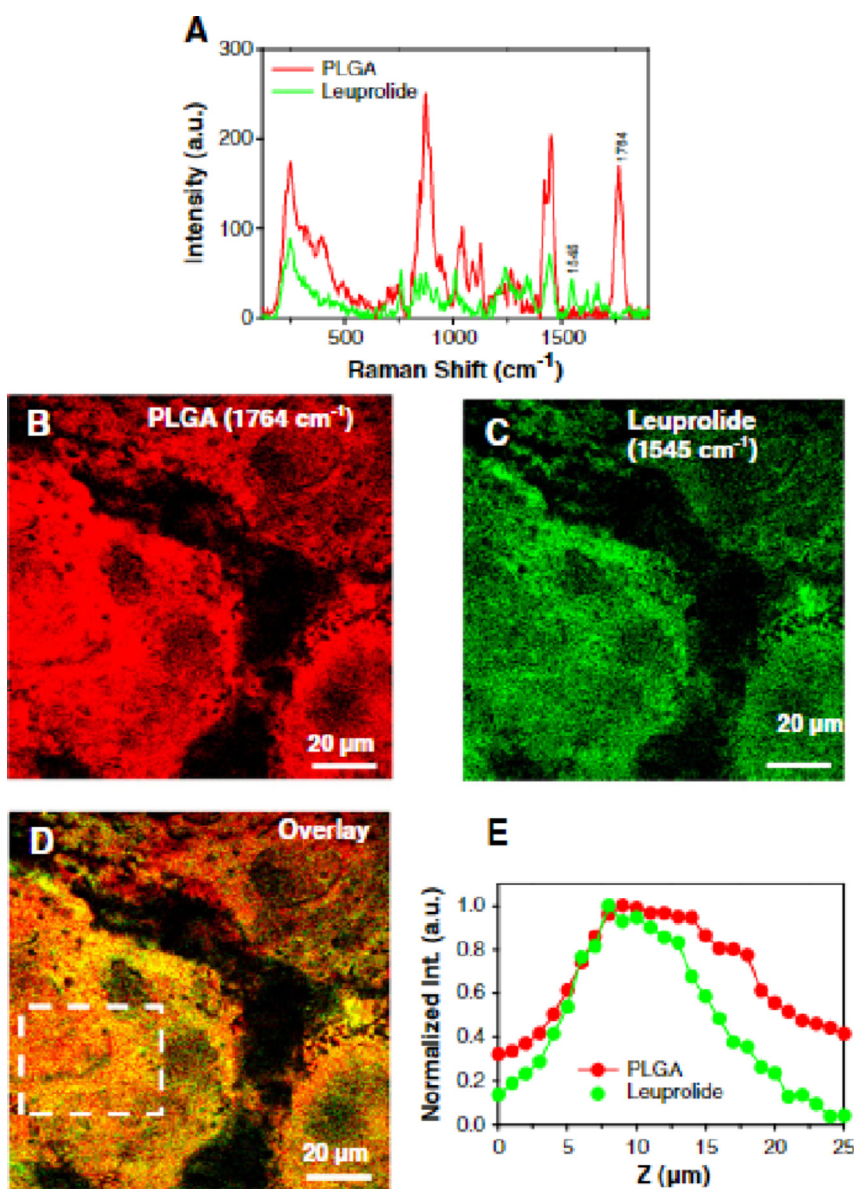 A
300
200
100
0
Intensity (a.u.)
PLGA
Leuprolide
1764
1545
500
1000
1500
Raman Shift (cm⁻¹)
B
PLGA (1764 cm⁻¹)
20 µm
C
Leuprolide
(1545 cm⁻¹)
20 µm
D
Overlay
20 µm
E
1.0
0.8
0.6
0.4
0.2
0.0
Normalized Int. (a.u.)
PLGA
Leuprolide
0
5
10
15
20
25
Z (µm)